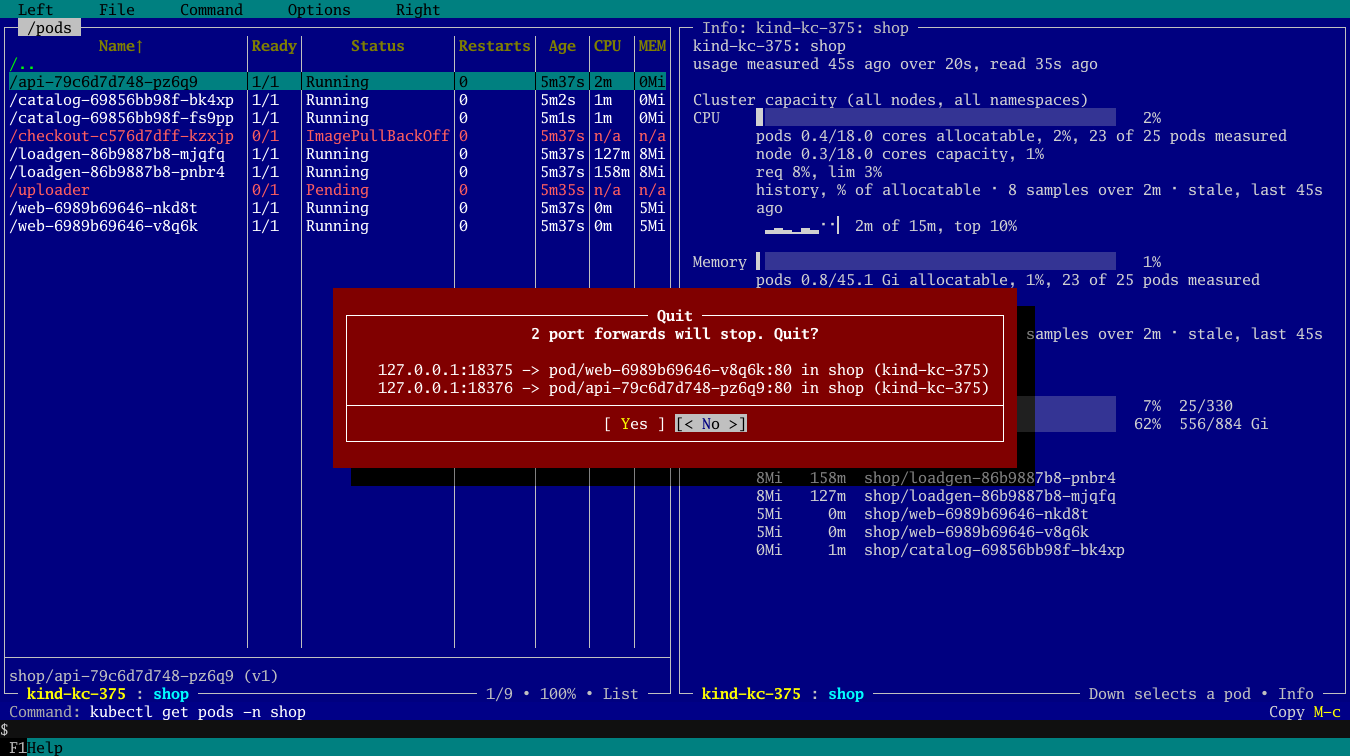 Left File Command Options Right
/pods
Name↑ Ready Status Restarts Age CPU MEM
/..
/api-79c6d7d748-pz6q9 1/1 Running 0 5m37s 2m 0Mi
/catalog-69856bb98f-bk4xp 1/1 Running 0 5m2s 1m 0Mi
/catalog-69856bb98f-fs9pp 1/1 Running 0 5m1s 1m 0Mi
/checkout-c576d7dff-kzxjp 0/1 ImagePullBackOff 0 5m37s n/a n/a
/loadgen-86b9887b8-mjqfq 1/1 Running 0 5m37s 127m 8Mi
/loadgen-86b9887b8-pnbr4 1/1 Running 0 5m37s 158m 8Mi
/uploader 0/1 Pending 0 5m35s n/a n/a
/web-6989b69646-nkd8t 1/1 Running 0 5m37s 0m 5Mi
/web-6989b69646-v8q6k 1/1 Running 0 5m37s 0m 5Mi
shop/api-79c6d7d748-pz6q9 (v1)
kind-kc-375 : shop 1/9 • 100% • List
Info: kind-kc-375: shop
kind-kc-375: shop
usage measured 45s ago over 20s, read 35s ago
Cluster capacity (all nodes, all namespaces)
CPU 2%
pods 0.4/18.0 cores allocatable, 2%, 23 of 25 pods measured
node 0.3/18.0 cores capacity, 1%
req 8%, lim 3%
history, % of allocatable · 8 samples over 2m · stale, last 45s
ago
2m of 15m, top 10%
Memory 1%
pods 0.8/45.1 Gi allocatable, 1%, 23 of 25 pods measured
samples over 2m · stale, last 45s
7% 25/330
62% 556/884 Gi
8Mi 158m shop/loadgen-86b9887b8-pnbr4
8Mi 127m shop/loadgen-86b9887b8-mjqfq
5Mi 0m shop/web-6989b69646-nkd8t
5Mi 0m shop/web-6989b69646-v8q6k
0Mi 1m shop/catalog-69856bb98f-bk4xp
kind-kc-375 : shop Down selects a pod • Info
Quit
2 port forwards will stop. Quit?
127.0.0.1:18375 -> pod/web-6989b69646-v8q6k:80 in shop (kind-kc-375)
127.0.0.1:18376 -> pod/api-79c6d7d748-pz6q9:80 in shop (kind-kc-375)
[ Yes ] [< No >]
Command: kubectl get pods -n shop Copy M-c
$
F1Help